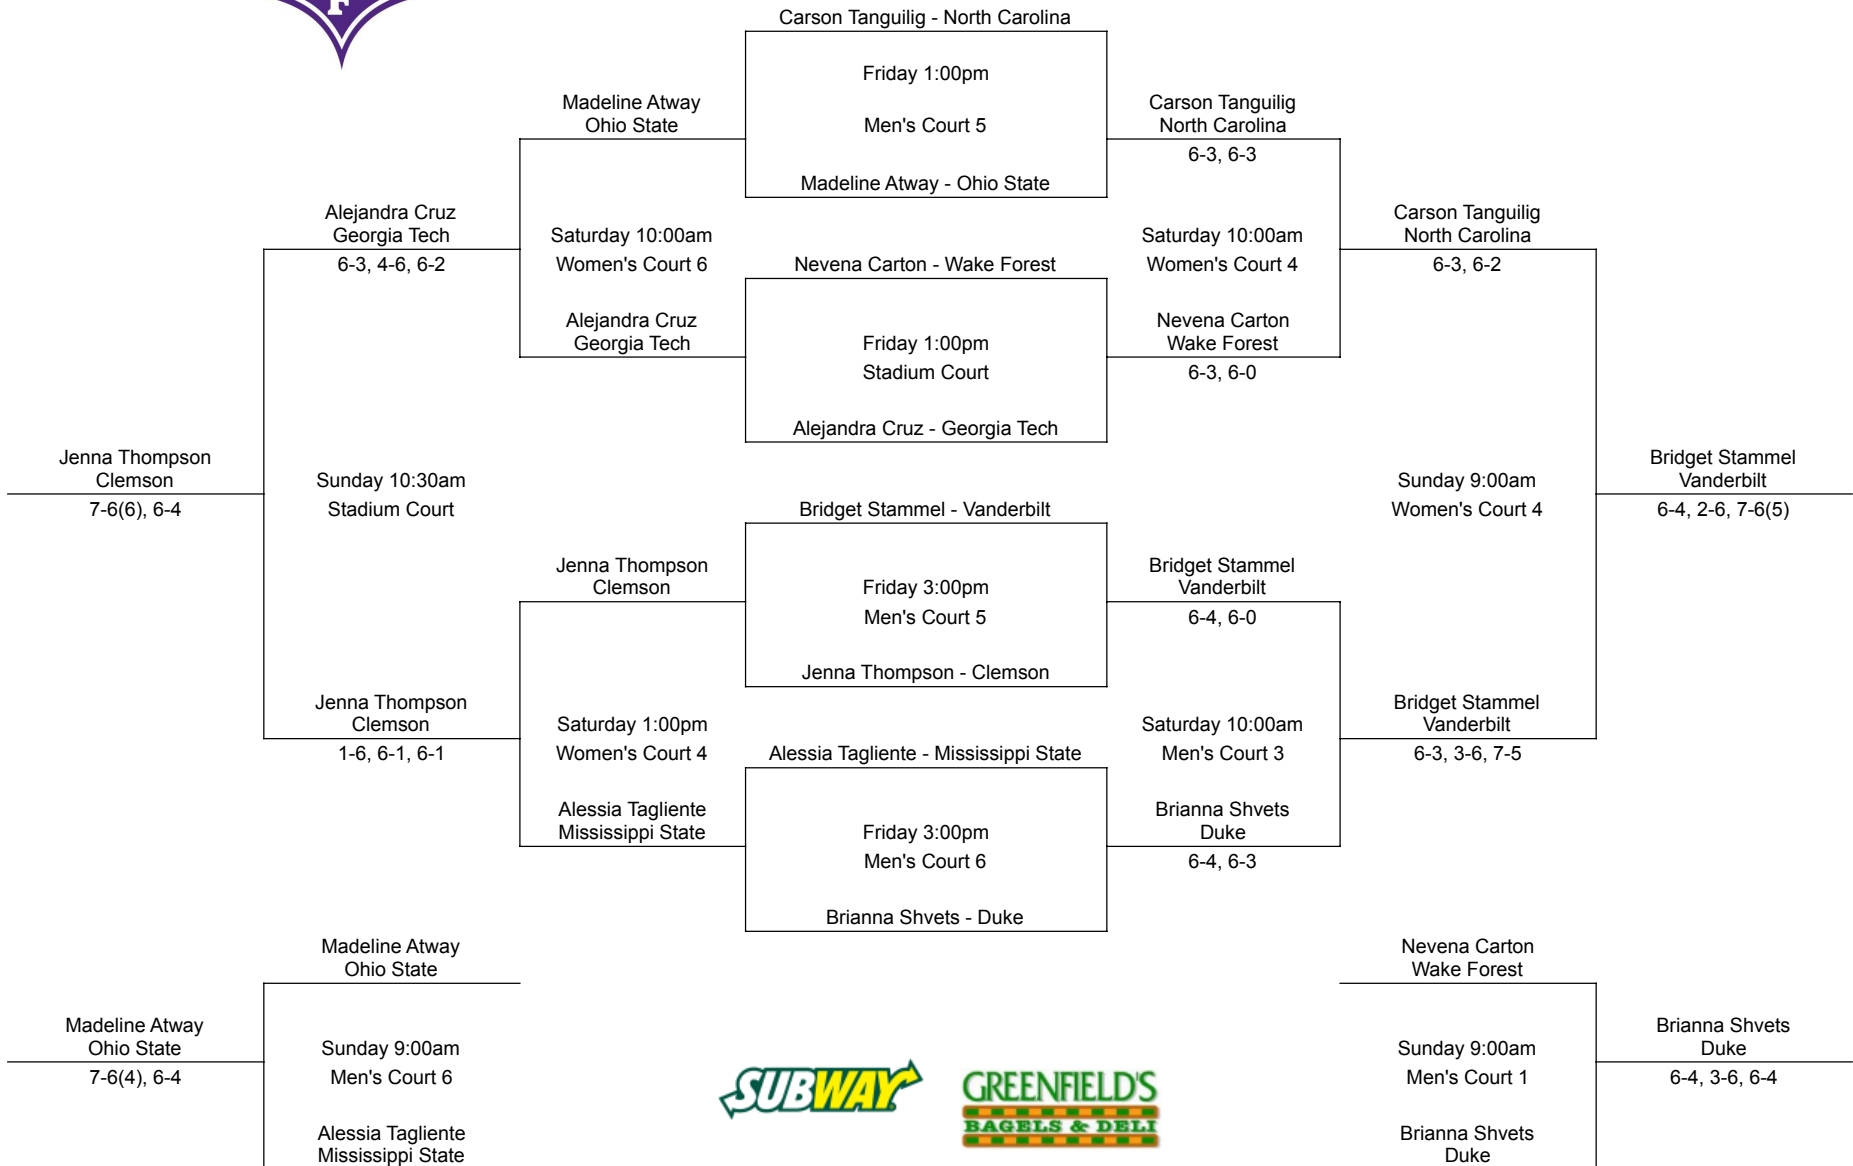 F
Carson Tanguilig - North Carolina
Friday 1:00pm
Madeline Atway
Ohio State
Men's Court 5
Carson Tanguilig
North Carolina
6-3, 6-3
Madeline Atway - Ohio State
Alejandra Cruz
Georgia Tech
6-3, 4-6, 6-2
Saturday 10:00am
Women's Court 6
Nevena Carton - Wake Forest
Saturday 10:00am
Women's Court 4
Carson Tanguilig
North Carolina
6-3, 6-2
Alejandra Cruz
Georgia Tech
Friday 1:00pm
Stadium Court
Nevena Carton
Wake Forest
6-3, 6-0
Alejandra Cruz - Georgia Tech
Jenna Thompson
Clemson
7-6(6), 6-4
Sunday 10:30am
Stadium Court
Sunday 9:00am
Women's Court 4
Bridget Stammel
Vanderbilt
6-4, 2-6, 7-6(5)
Bridget Stammel - Vanderbilt
Jenna Thompson
Clemson
Friday 3:00pm
Men's Court 5
Bridget Stammel
Vanderbilt
6-4, 6-0
Jenna Thompson - Clemson
Jenna Thompson
Clemson
1-6, 6-1, 6-1
Saturday 1:00pm
Women's Court 4
Alessia Tagliente - Mississippi State
Saturday 10:00am
Men's Court 3
Bridget Stammel
Vanderbilt
6-3, 3-6, 7-5
Alessia Tagliente
Mississippi State
Friday 3:00pm
Men's Court 6
Brianna Shvets
Duke
6-4, 6-3
Brianna Shvets - Duke
Madeline Atway
Ohio State
Nevena Carton
Wake Forest
Madeline Atway
Ohio State
7-6(4), 6-4
Sunday 9:00am
Men's Court 6
SUBWAY
GREENFIELD'S
BAGELS & DELI
Sunday 9:00am
Men's Court 1
Brianna Shvets
Duke
6-4, 3-6, 6-4
Alessia Tagliente
Mississippi State
Brianna Shvets
Duke